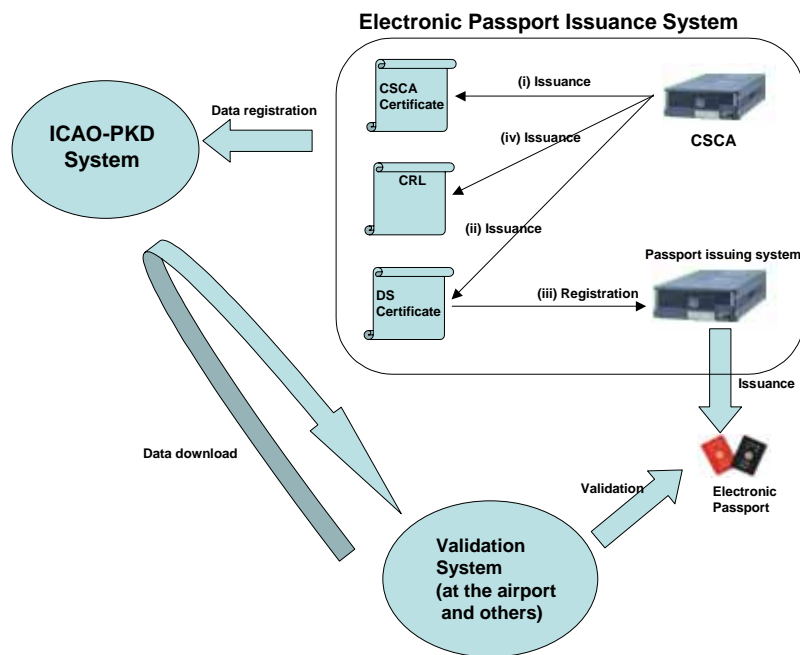 Electronic Passport Issuance System
CSCA
Certificate
(i) Issuance
Data registration
ICAO-PKD
System
(iv) Issuance
CSCA
CRL
(ii) Issuance
Passport issuing system
DS
Certificate
(iii) Registration
Issuance
Data download
Validation
Electronic
Passport
Validation
System
(at the airport
and others)